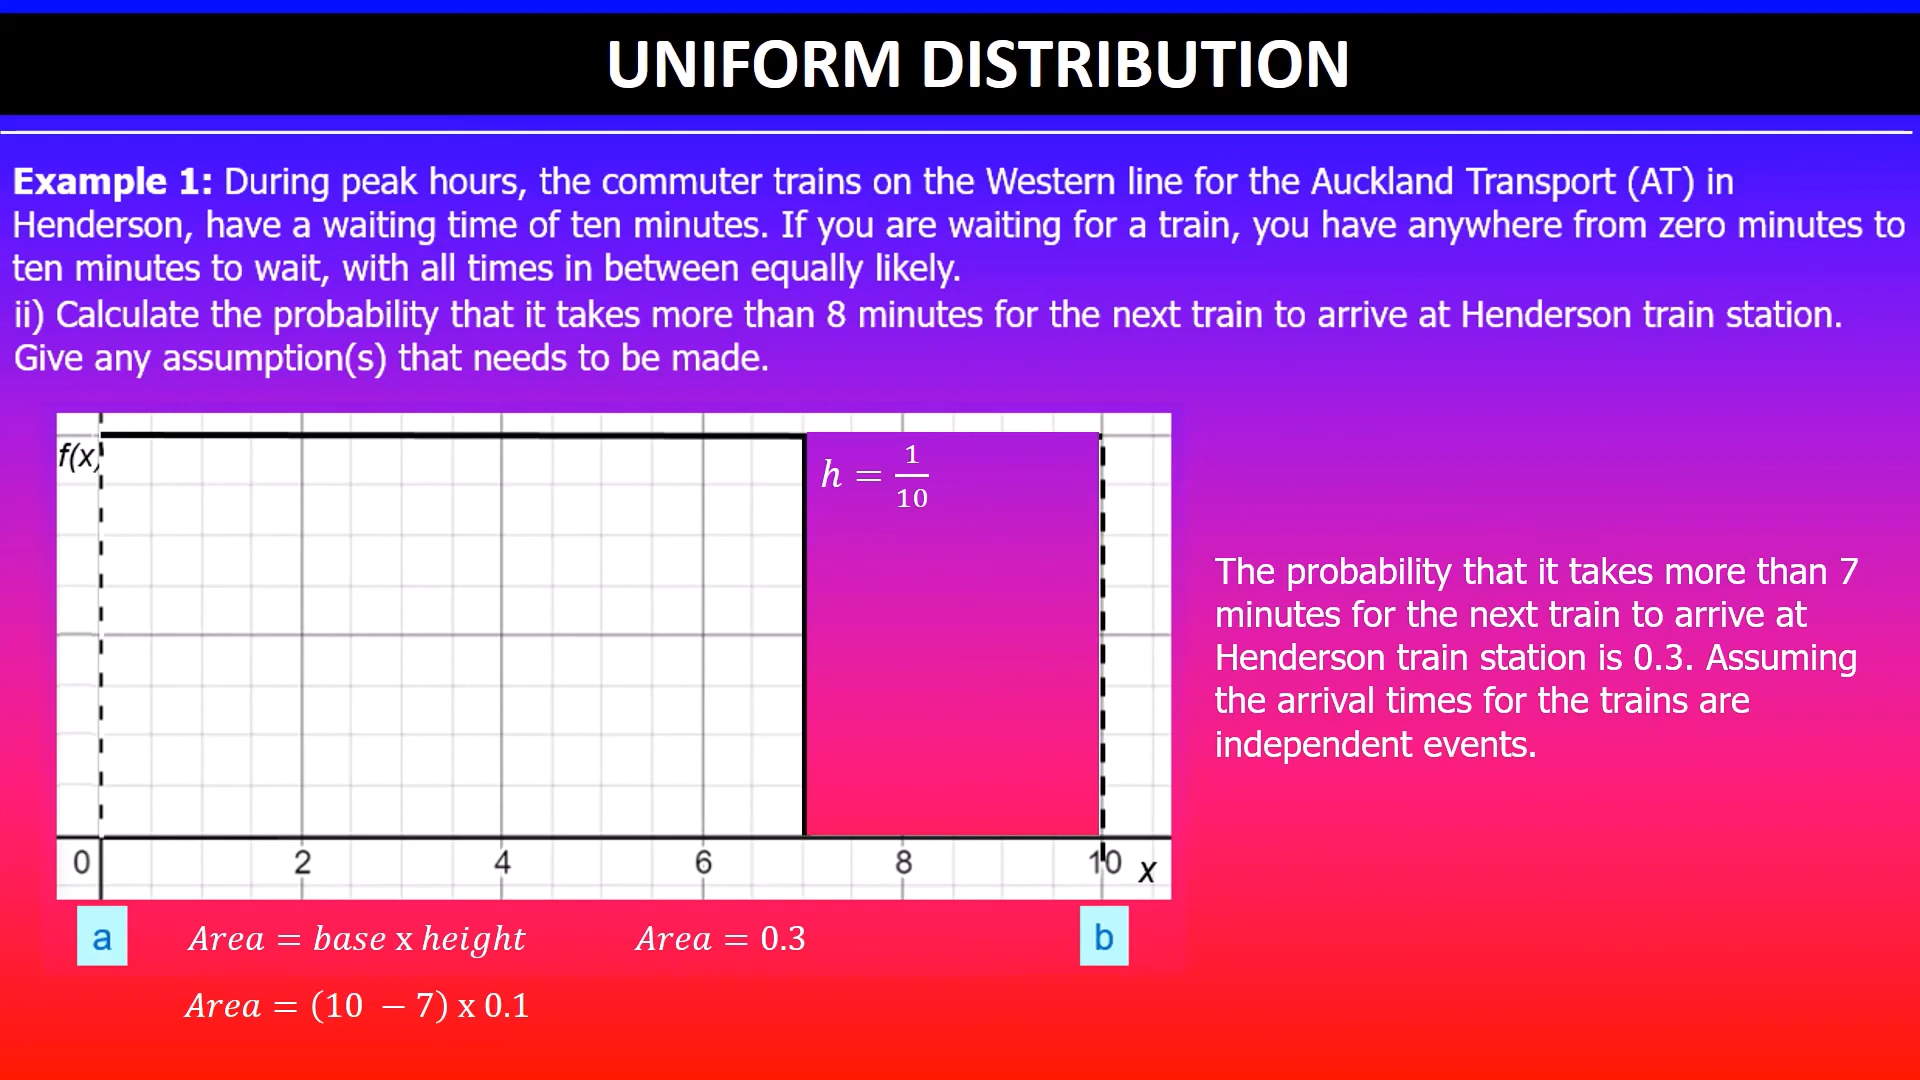 UNIFORM DISTRIBUTION
Example 1: During peak hours, the commuter trains on the Western line for the Auckland Transport (AT) in
Henderson, have a waiting time of ten minutes. If you are waiting for a train, you have anywhere from zero minutes to
ten minutes to wait, with all times in between equally likely.
ii) Calculate the probability that it takes more than 8 minutes for the next train to arrive at Henderson train station.
Give any assumption(s) that needs to be made.
f(x)
h = 1/10
The probability that it takes more than 7
minutes for the next train to arrive at
Henderson train station is 0.3. Assuming
the arrival times for the trains are
independent events.
0 2 4 6 8 10 x
a Area = base x height Area = 0.3 b
Area = (10 − 7) x 0.1